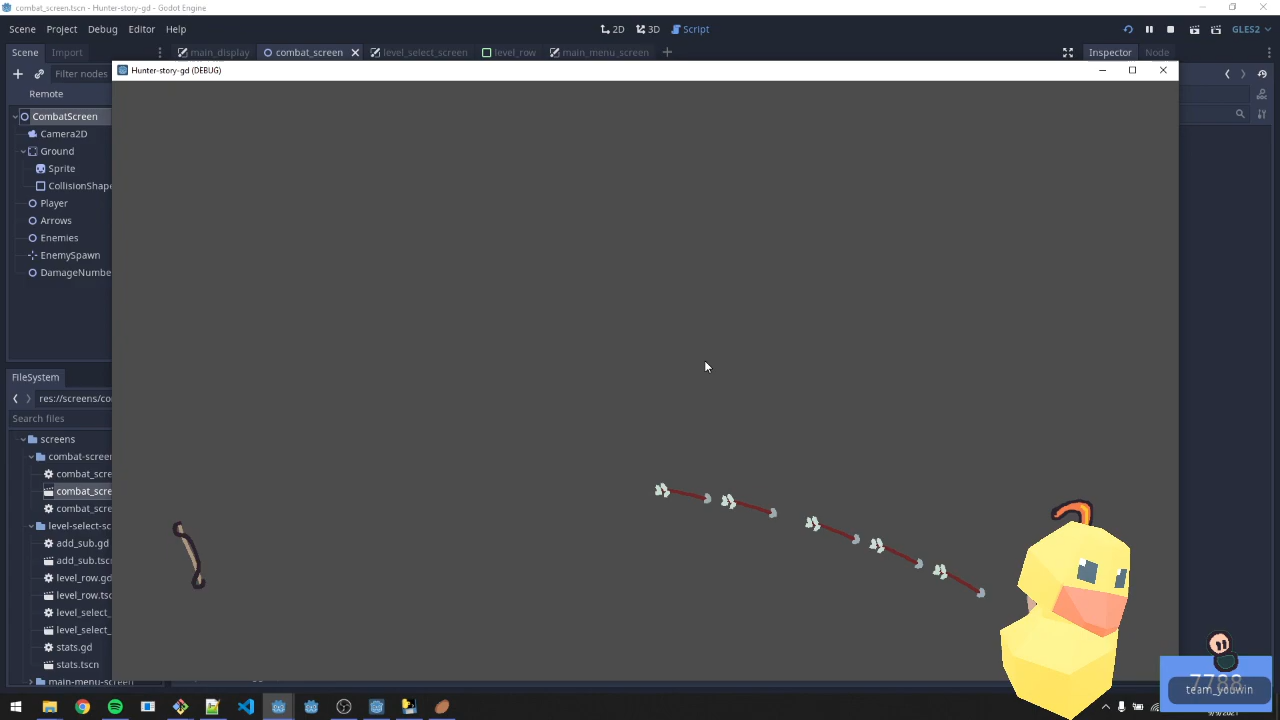 combat_screen.tscn - Hunter-story-gd - Godot Engine
Scene Project Debug Editor Help
2D 3D Script
GLES2
Scene Import
main_display combat_screen level_select_screen level_row main_menu_screen
Inspector Node
Filter nodes
Hunter-story-gd (DEBUG)
Remote
CombatScreen
Camera2D
Ground
Sprite
CollisionShape
Player
Arrows
Enemies
EnemySpawn
DamageNumbe
FileSystem
res://screens/co
Search files
screens
combat-scree
combat_scre
combat_scre
combat_scre
level-select-sc
add_sub.gd
add_sub.tscn
level_row.gd
level_row.tsc
level_select_
level_select_
stats.gd
stats.tscn
main-menu-screen
7788
team_youwin